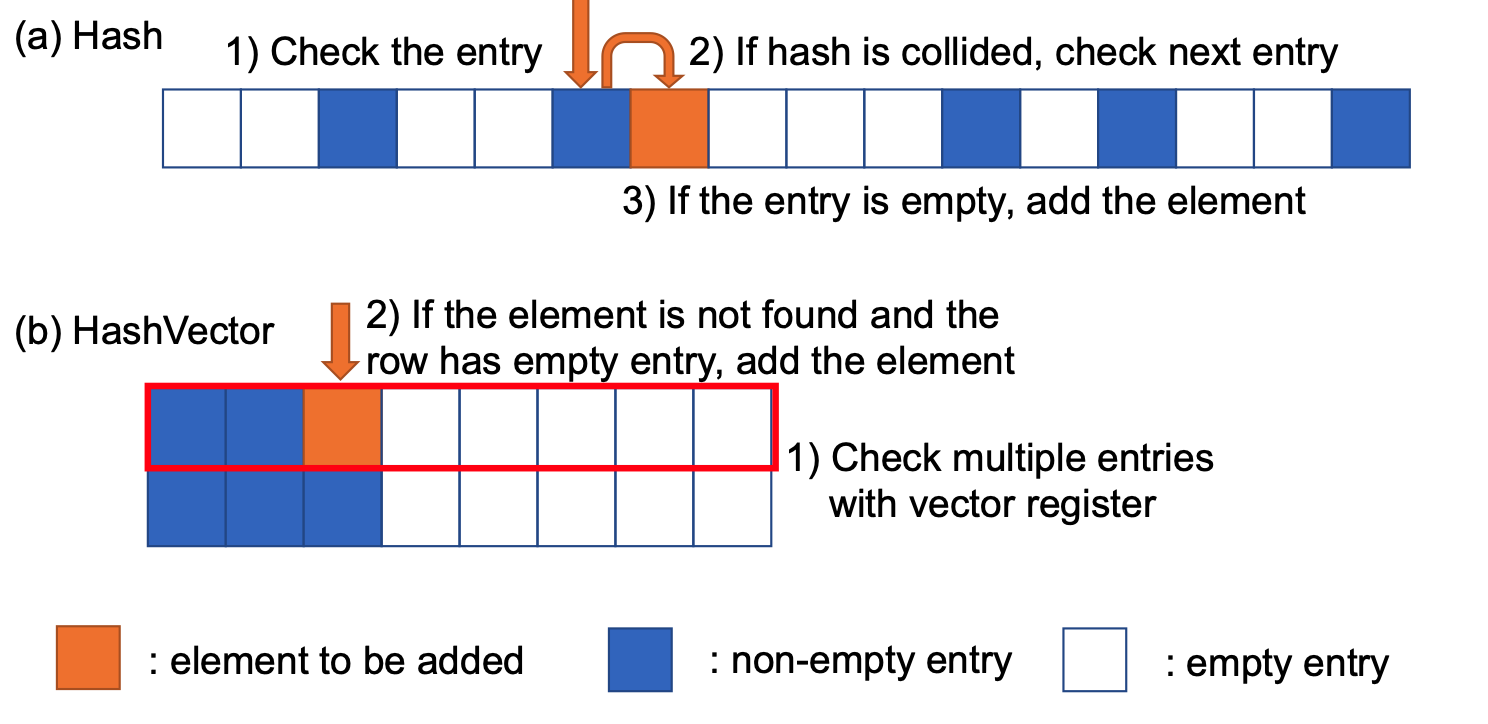 (a) Hash
1) Check the entry
2) If hash is collided, check next entry
3) If the entry is empty, add the element
(b) HashVector
2) If the element is not found and the
row has empty entry, add the element
1) Check multiple entries
with vector register
: element to be added
: non-empty entry
: empty entry